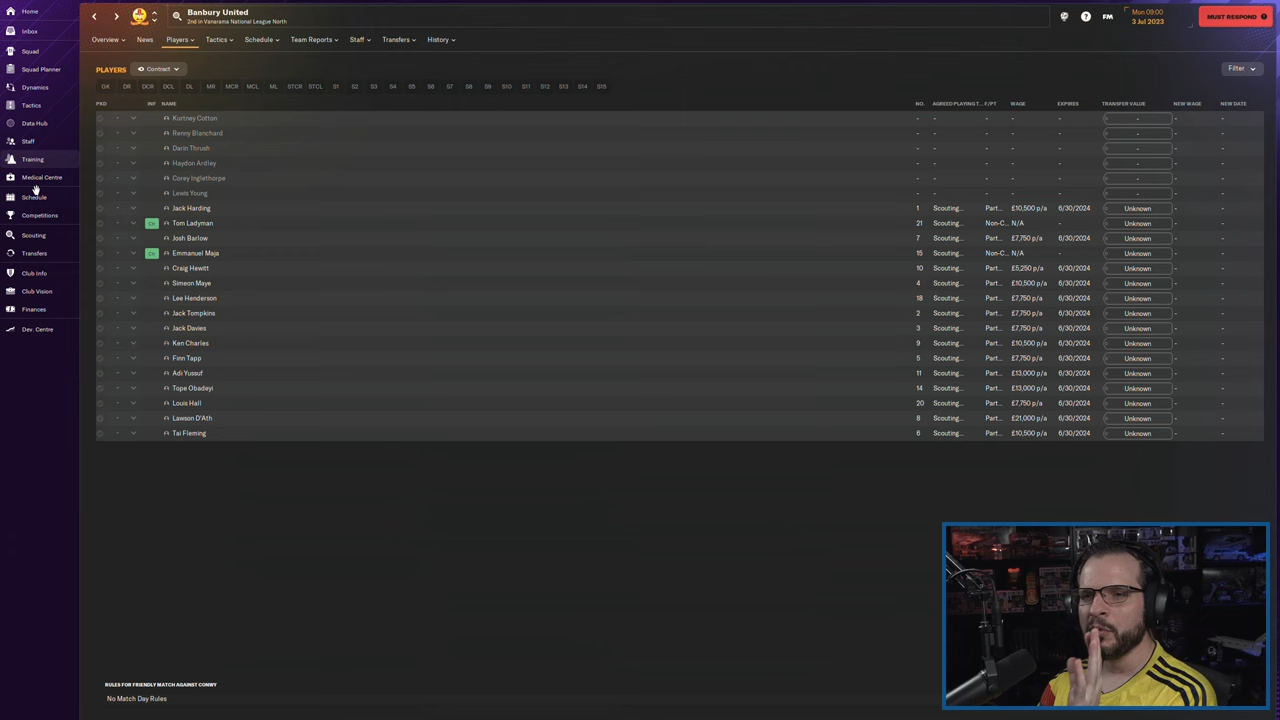 Home
Inbox
Squad
Squad Planner
Dynamics
Tactics
Data Hub
Staff
Training
Medical Centre
Schedule
Competitions
Scouting
Transfers
Club Info
Club Vision
Finances
Dev. Centre
Banbury United
2nd in Vanarama National League North
FM
Mon 09:00
3 Jul 2023
MUST RESPOND
Overview News Players Tactics Schedule Team Reports Staff Transfers History
PLAYERS Contract Filter
GK DR DCR DCL DL MR MCR MCL ML STCR STCL S1 S2 S3 S4 S5 S6 S7 S8 S9 S10 S11 S12 S13 S14 S15
PKD INF NAME NO. AGREED PLAYING T... F/PT WAGE EXPIRES TRANSFER VALUE NEW WAGE NEW DATE
- Kurtney Cotton - - - - - - - -
- Renny Blanchard - - - - - - - -
- Darin Thrush - - - - - - - -
- Haydon Ardley - - - - - - - -
- Corey Inglethorpe - - - - - - - -
- Lewis Young - - - - - - - -
- Jack Harding 1 Scouting... Part... £10,500 p/a 6/30/2024 Unknown - -
- Tom Ladyman 21 Scouting... Non-C... N/A - Unknown - -
- Josh Barlow 7 Scouting... Part... £7,750 p/a 6/30/2024 Unknown - -
- Emmanuel Maja 15 Scouting... Non-C... N/A - Unknown - -
- Craig Hewitt 10 Scouting... Part... £5,250 p/a 6/30/2024 Unknown - -
- Simeon Maye 4 Scouting... Part... £10,500 p/a 6/30/2024 Unknown - -
- Lee Henderson 18 Scouting... Part... £7,750 p/a 6/30/2024 Unknown - -
- Jack Tompkins 2 Scouting... Part... £7,750 p/a 6/30/2024 Unknown - -
- Jack Davies 3 Scouting... Part... £7,750 p/a 6/30/2024 Unknown - -
- Ken Charles 9 Scouting... Part... £10,500 p/a 6/30/2024 Unknown - -
- Finn Tapp 5 Scouting... Part... £7,750 p/a 6/30/2024 Unknown - -
- Adi Yussuf 11 Scouting... Part... £13,000 p/a 6/30/2024 Unknown - -
- Tope Obadeyi 14 Scouting... Part... £13,000 p/a 6/30/2024 Unknown - -
- Louis Hall 20 Scouting... Part... £7,750 p/a 6/30/2024 Unknown - -
- Lawson D'Ath 8 Scouting... Part... £21,000 p/a 6/30/2024 Unknown - -
- Tai Fleming 6 Scouting... Part... £10,500 p/a 6/30/2024 Unknown - -
RULES FOR FRIENDLY MATCH AGAINST CONWY
No Match Day Rules